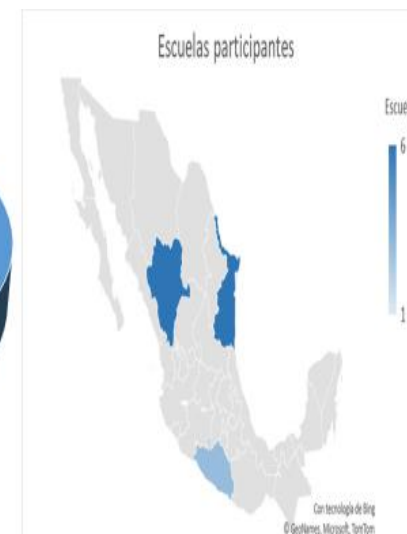 Escuelas participantes
Escue
6
1
Con tecnología de Bing
© GeoNames, Microsoft, TomTom